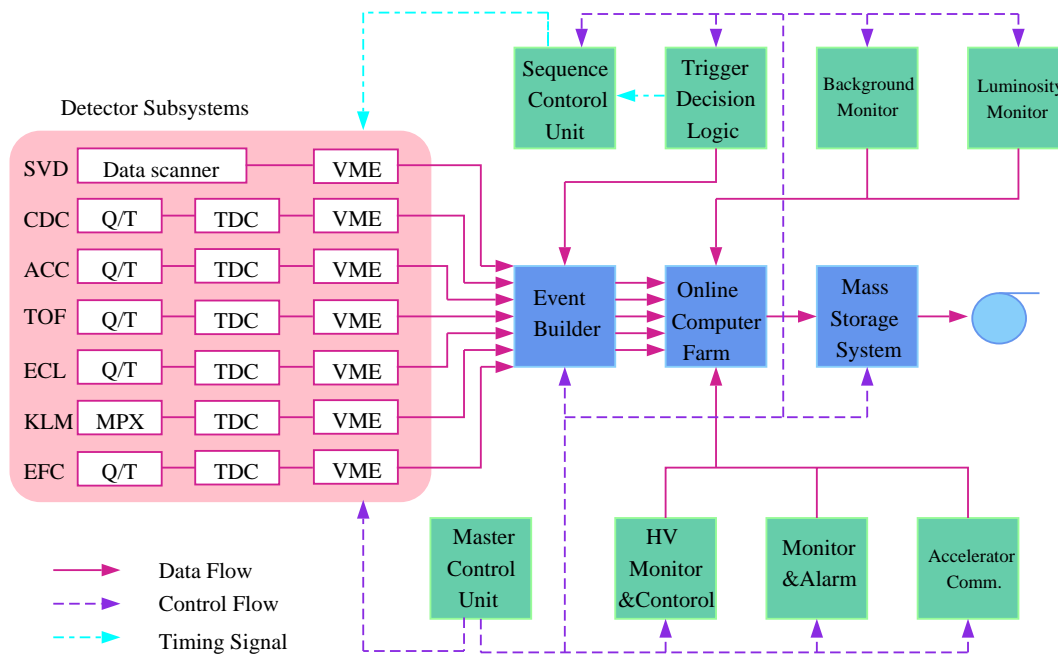 Sequence
Contorol
Unit
Trigger
Decision
Logic
Background
Monitor
Luminosity
Monitor
Detector Subsystems
SVD Data scanner VME
CDC Q/T TDC VME
ACC Q/T TDC VME
TOF Q/T TDC VME
ECL Q/T TDC VME
KLM MPX TDC VME
EFC Q/T TDC VME
Event
Builder
Online
Computer
Farm
Mass
Storage
System
Master
Control
Unit
HV
Monitor
&Contorol
Monitor
&Alarm
Accelerator
Comm.
Data Flow
Control Flow
Timing Signal